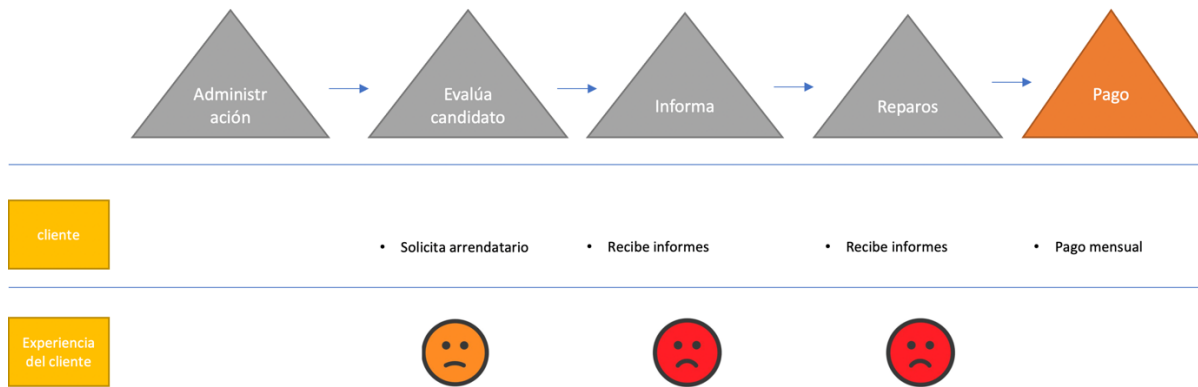 Administr
ación
Evalúa
candidato
Informa
Reparos
Pago
cliente
• Solicita arrendatario
• Recibe informes
• Recibe informes
• Pago mensual
Experiencia
del cliente